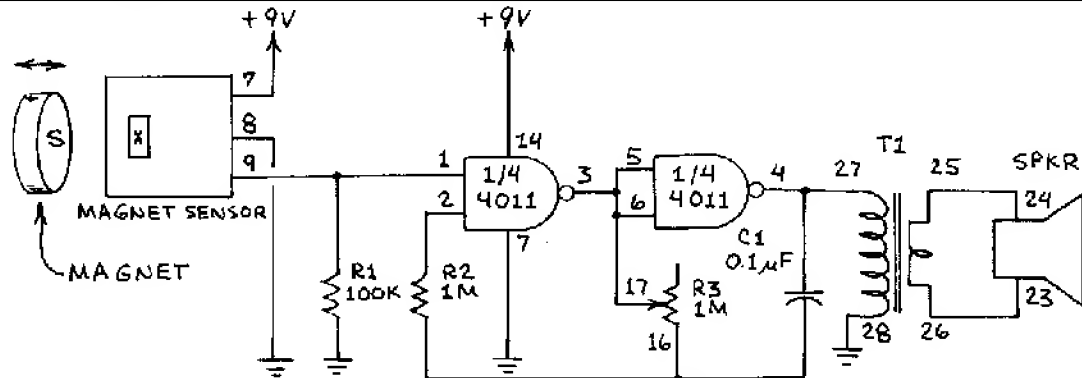 +9V
+9V
7
8
9
S
x
MAGNET SENSOR
MAGNET
14
1
1/4
4011
2
3
7
5
1/4
4011
6
4
R1
100K
R2
1M
17
R3
1M
16
C1
0.1µF
T1
27
25
28
26
SPKR
24
23